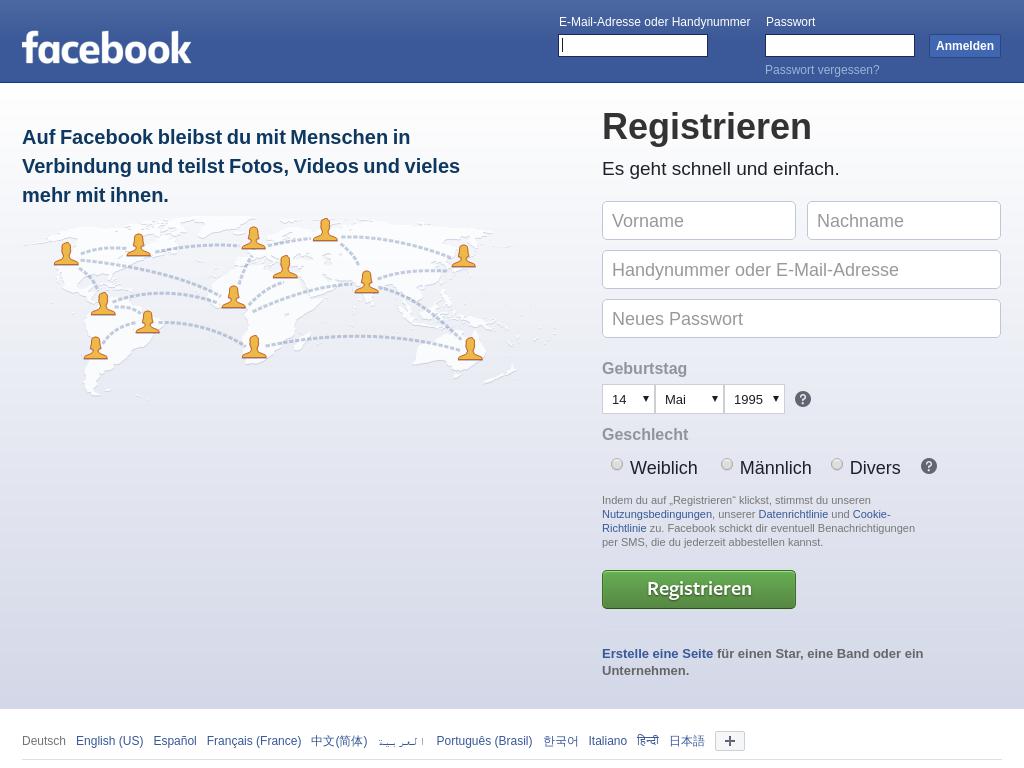 facebook
E-Mail-Adresse oder Handynummer
Passwort
Anmelden
Passwort vergessen?
Auf Facebook bleibst du mit Menschen in
Verbindung und teilst Fotos, Videos und vieles
mehr mit ihnen.
Registrieren
Es geht schnell und einfach.
Vorname
Nachname
Handynummer oder E-Mail-Adresse
Neues Passwort
Geburtstag
14 Mai 1995 ?
Geschlecht
Weiblich Männlich Divers ?
Indem du auf „Registrieren“ klickst, stimmst du unseren
Nutzungsbedingungen, unserer Datenrichtlinie und Cookie-
Richtlinie zu. Facebook schickt dir eventuell Benachrichtigungen
per SMS, die du jederzeit abbestellen kannst.
Registrieren
Erstelle eine Seite für einen Star, eine Band oder ein
Unternehmen.
Deutsch English (US) Español Français (France) 中文(简体) العربية Português (Brasil) 한국어 Italiano हिन्दी 日本語 +